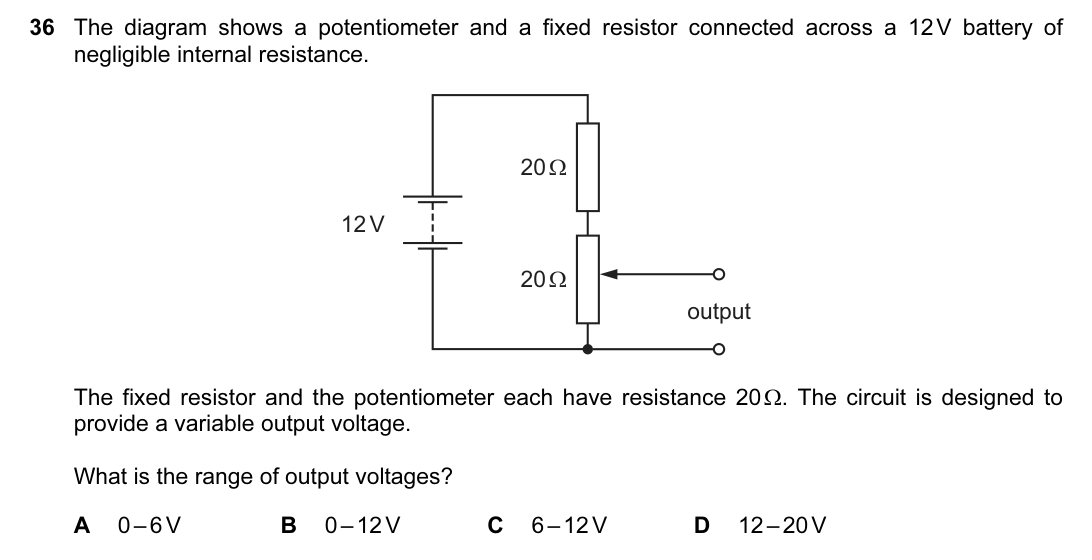 36 The diagram shows a potentiometer and a fixed resistor connected across a 12V battery of
negligible internal resistance.
20Ω
12V
20Ω
output
The fixed resistor and the potentiometer each have resistance 20Ω. The circuit is designed to
provide a variable output voltage.
What is the range of output voltages?
A 0–6V B 0–12V C 6–12V D 12–20V